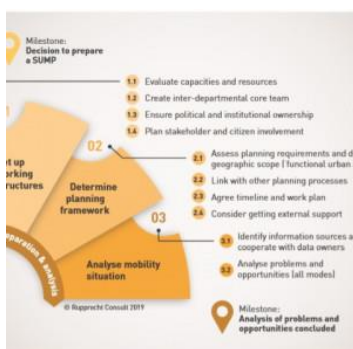 Milestone:
Decision to prepare
a SUMP
1.1 Evaluate capacities and resources
1.2 Create inter-departmental core team
1.3 Ensure political and institutional ownership
1.4 Plan stakeholder and citizen involvement
et up
orking
uctures
02
Determine
planning
framework
2.1 Assess planning requirements and d
geographic scope ('functional urban
2.2 Link with other planning processes
2.3 Agree timeline and work plan
2.4 Consider getting external support
03
Analyse mobility
situation
3.1 Identify information sources a
cooperate with data owners
3.2 Analyse problems and
opportunities (all modes)
eparation & analysis
© Rupprecht Consult 2019
Milestone:
Analysis of problems and
opportunities concluded